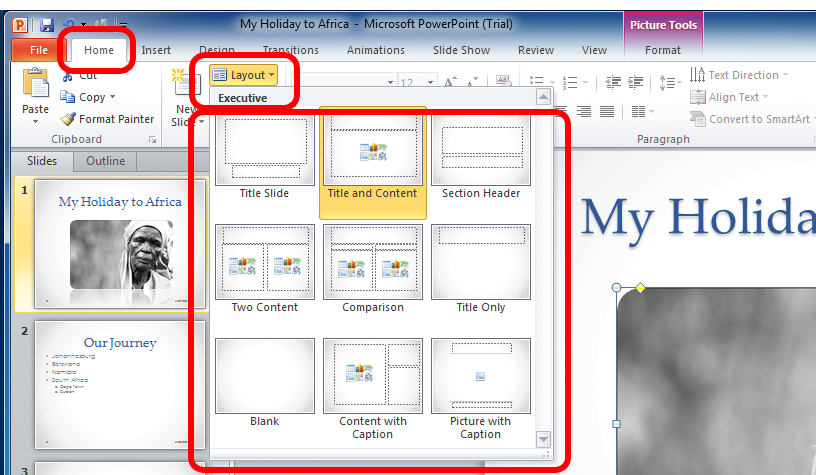 My Holiday to Africa - Microsoft PowerPoint (Trial)
Picture Tools
File Home Insert Design Transitions Animations Slide Show Review View Format
Cut
Copy
Format Painter
Paste
Clipboard
New
Slide
Layout
12
Text Direction
Align Text
Convert to SmartArt
Paragraph
Slides Outline
Executive
Title Slide
Title and Content
Section Header
Two Content
Comparison
Title Only
Blank
Content with
Caption
Picture with
Caption
1
My Holiday to Africa
2
Our Journey
Johannesburg
Botswana
Namibia
South Africa
Cape Town
Durban
3
My Holida